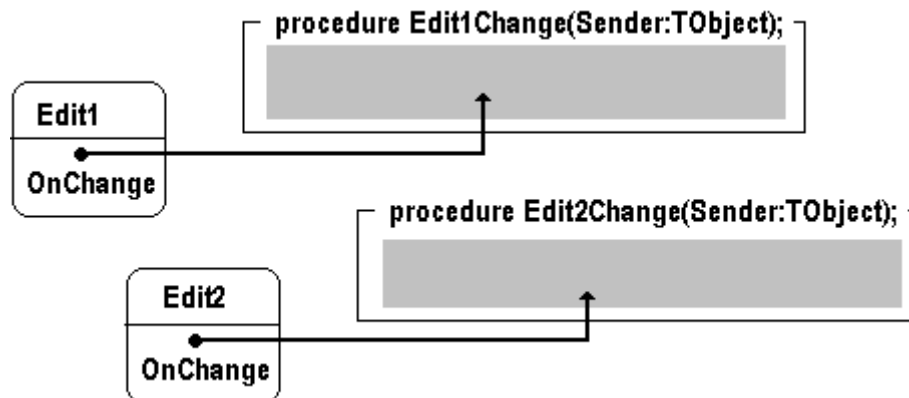 procedure Edit1Change(Sender:TObject);
Edit1
OnChange
procedure Edit2Change(Sender:TObject);
Edit2
OnChange